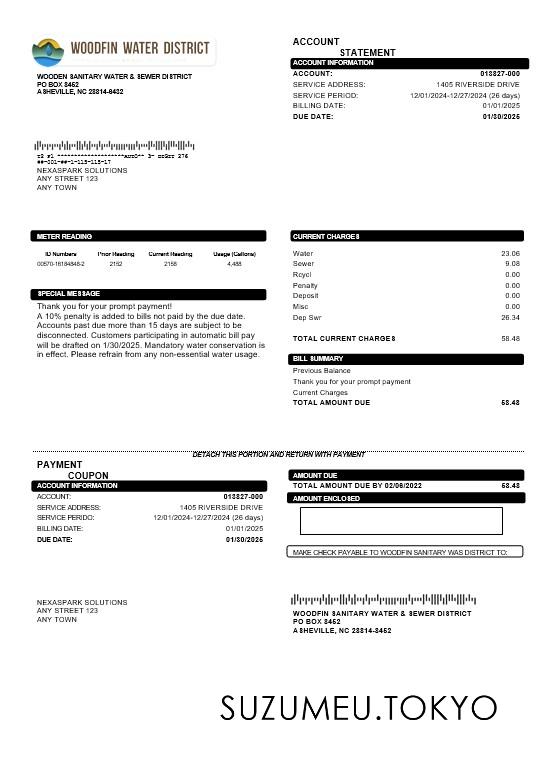 WOODFIN WATER DISTRICT
WOODEN SANITARY WATER & SEWER DISTRICT
PO BOX 8452
ASHEVILLE, NC 28814-8432
ACCOUNT
STATEMENT
ACCOUNT INFORMATION
ACCOUNT: 013827-000
SERVICE ADDRESS: 1405 RIVERSIDE DRIVE
SERVICE PERIOD: 12/01/2024-12/27/2024 (26 days)
BILLING DATE: 01/01/2025
DUE DATE: 01/30/2025
NEXASPARK SOLUTIONS
ANY STREET 123
ANY TOWN
METER READING
ID Numbers Prior Reading Current Reading Usage (Gallons)
00570-18184848-2 2152 2158 4,488
SPECIAL MESSAGE
Thank you for your prompt payment!
A 10% penalty is added to bills not paid by the due date.
Accounts past due more than 15 days are subject to be
disconnected. Customers participating in automatic bill pay
will be drafted on 1/30/2025. Mandatory water conservation is
in effect. Please refrain from any non-essential water usage.
CURRENT CHARGES
Water 23.06
Sewer 9.08
Rcycl 0.00
Penalty 0.00
Deposit 0.00
Misc 0.00
Dep Swr 26.34
TOTAL CURRENT CHARGES 58.48
BILL SUMMARY
Previous Balance
Thank you for your prompt payment
Current Charges
TOTAL AMOUNT DUE 58.48
DETACH THIS PORTION AND RETURN WITH PAYMENT
PAYMENT
COUPON
ACCOUNT INFORMATION
ACCOUNT: 013827-000
SERVICE ADDRESS: 1405 RIVERSIDE DRIVE
SERVICE PERIDO: 12/01/2024-12/27/2024 (26 days)
BILLING DATE: 01/01/2025
DUE DATE: 01/30/2025
AMOUNT DUE
TOTAL AMOUNT DUE BY 02/06/2022 58.48
AMOUNT ENCLOSED
MAKE CHECK PAYABLE TO WOODFIN SANITARY WAS DISTRICT TO:
NEXASPARK SOLUTIONS
ANY STREET 123
ANY TOWN
WOODFIN SANITARY WATER & SEWER DISTRICT
PO BOX 8452
ASHEVILLE, NC 28814-8452
SUZUMEU.TOKYO